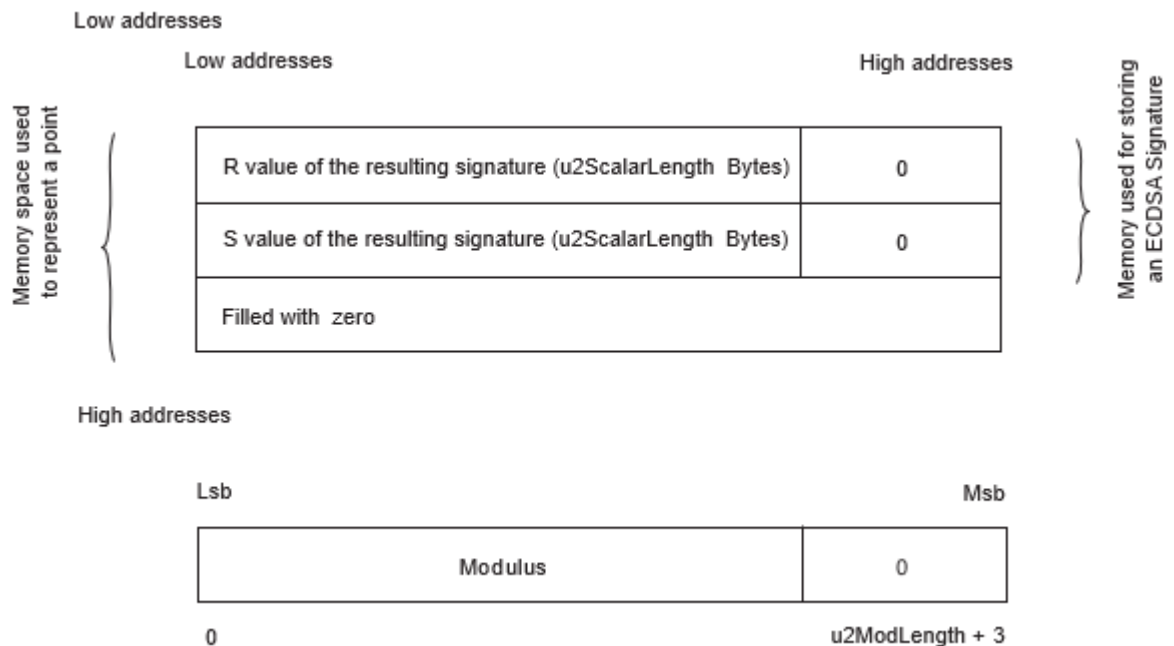 Low addresses
Low addresses
High addresses
Memory space used
to represent a point
R value of the resulting signature (u2ScalarLength Bytes)
0
S value of the resulting signature (u2ScalarLength Bytes)
0
Filled with zero
Memory used for storing
an ECDSA Signature
High addresses
Lsb
Msb
Modulus
0
0
u2ModLength + 3